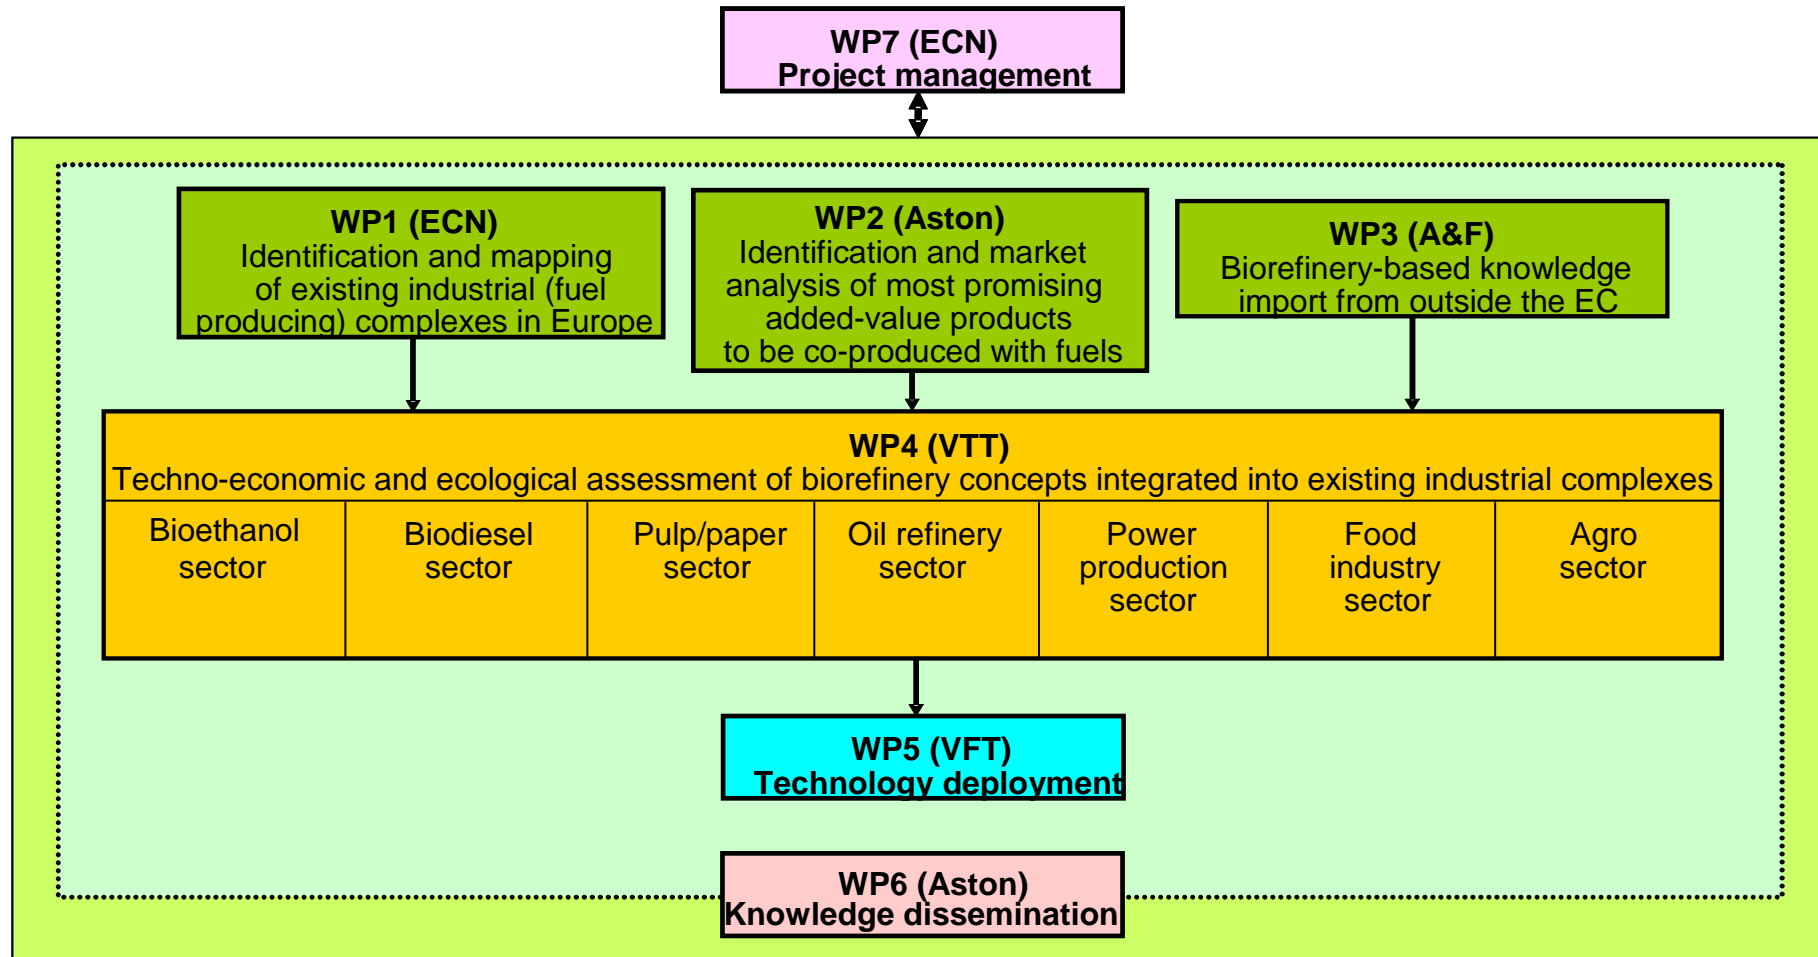 WP7 (ECN)
Project management
WP1 (ECN)
Identification and mapping
of existing industrial (fuel
producing) complexes in Europe
WP2 (Aston)
Identification and market
analysis of most promising
added-value products
to be co-produced with fuels
WP3 (A&F)
Biorefinery-based knowledge
import from outside the EC
WP4 (VTT)
Techno-economic and ecological assessment of biorefinery concepts integrated into existing industrial complexes
Bioethanol
sector
Biodiesel
sector
Pulp/paper
sector
Oil refinery
sector
Power
production
sector
Food
industry
sector
Agro
sector
WP5 (VFT)
Technology deployment
WP6 (Aston)
Knowledge dissemination